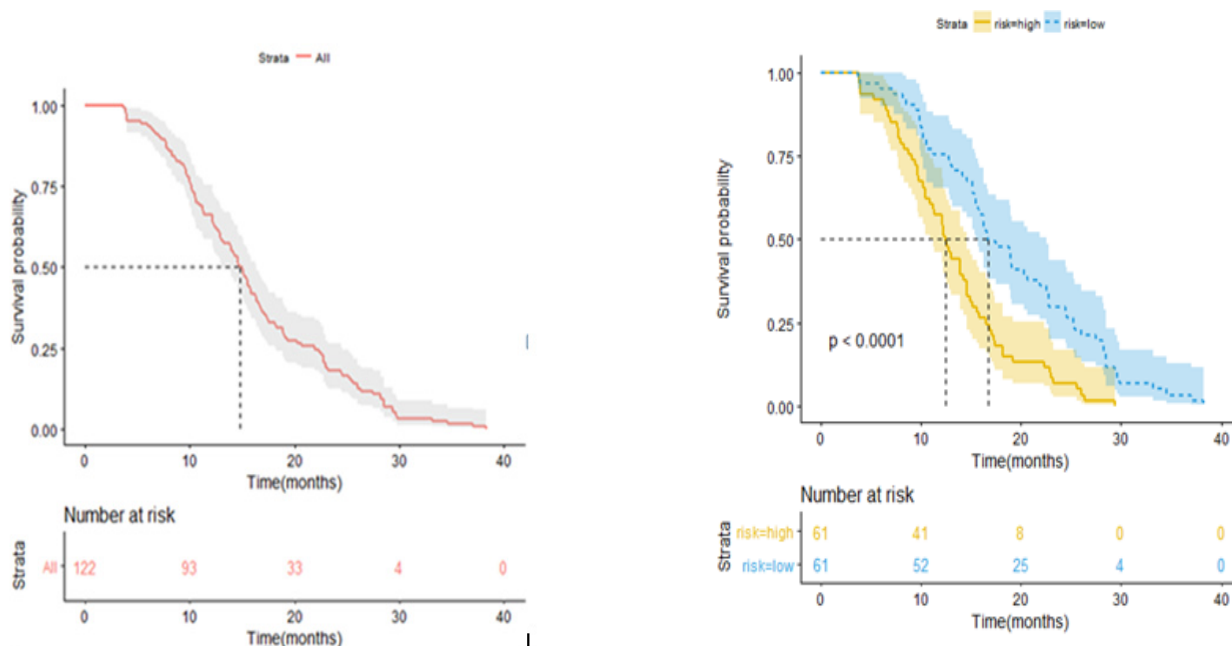 Strata All
1.00
0.75
0.50
0.25
0.00
Survival probability
0 10 20 30 40
Time(months)
Number at risk
Strata
All 122 93 33 4 0
0 10 20 30 40
Time(months)
Strata risk=high risk=low
1.00
0.75
0.50
0.25
0.00
Survival probability
p < 0.0001
0 10 20 30 40
Time(months)
Number at risk
Strata
risk=high 61 41 8 0 0
risk=low 61 52 25 4 0
0 10 20 30 40
Time(months)